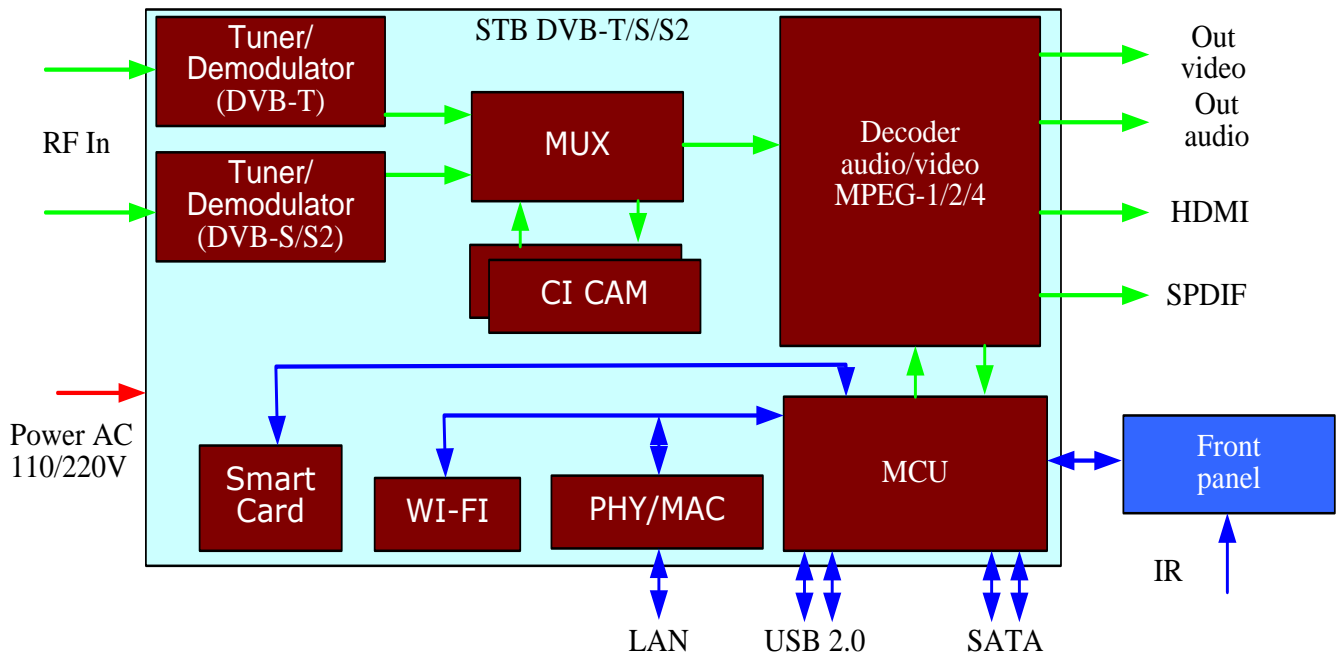 STB DVB-T/S/S2
Tuner/
Demodulator
(DVB-T)
RF In
Tuner/
Demodulator
(DVB-S/S2)
MUX
CI CAM
Decoder
audio/video
MPEG-1/2/4
Out
video
Out
audio
HDMI
SPDIF
Power AC
110/220V
Smart
Card
WI-FI
PHY/MAC
MCU
Front
panel
IR
LAN
USB 2.0
SATA